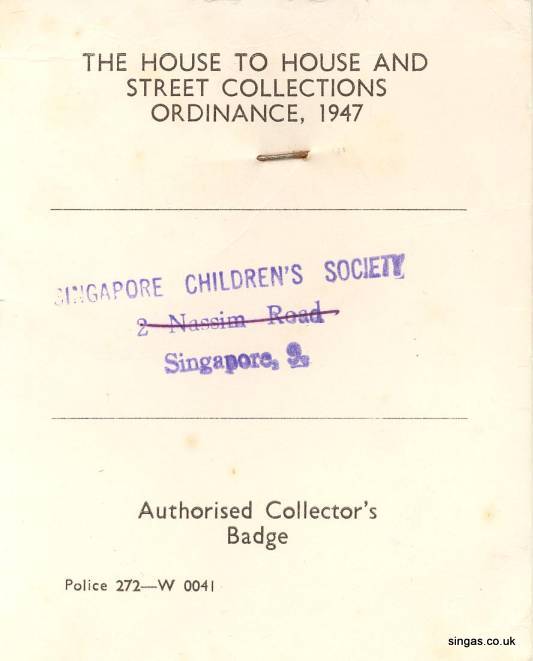 THE HOUSE TO HOUSE AND
STREET COLLECTIONS
ORDINANCE, 1947
SINGAPORE CHILDREN'S SOCIETY
2 Nassim Road
Singapore, 9.
Authorised Collector's
Badge
Police 272—W 0041
singas.co.uk